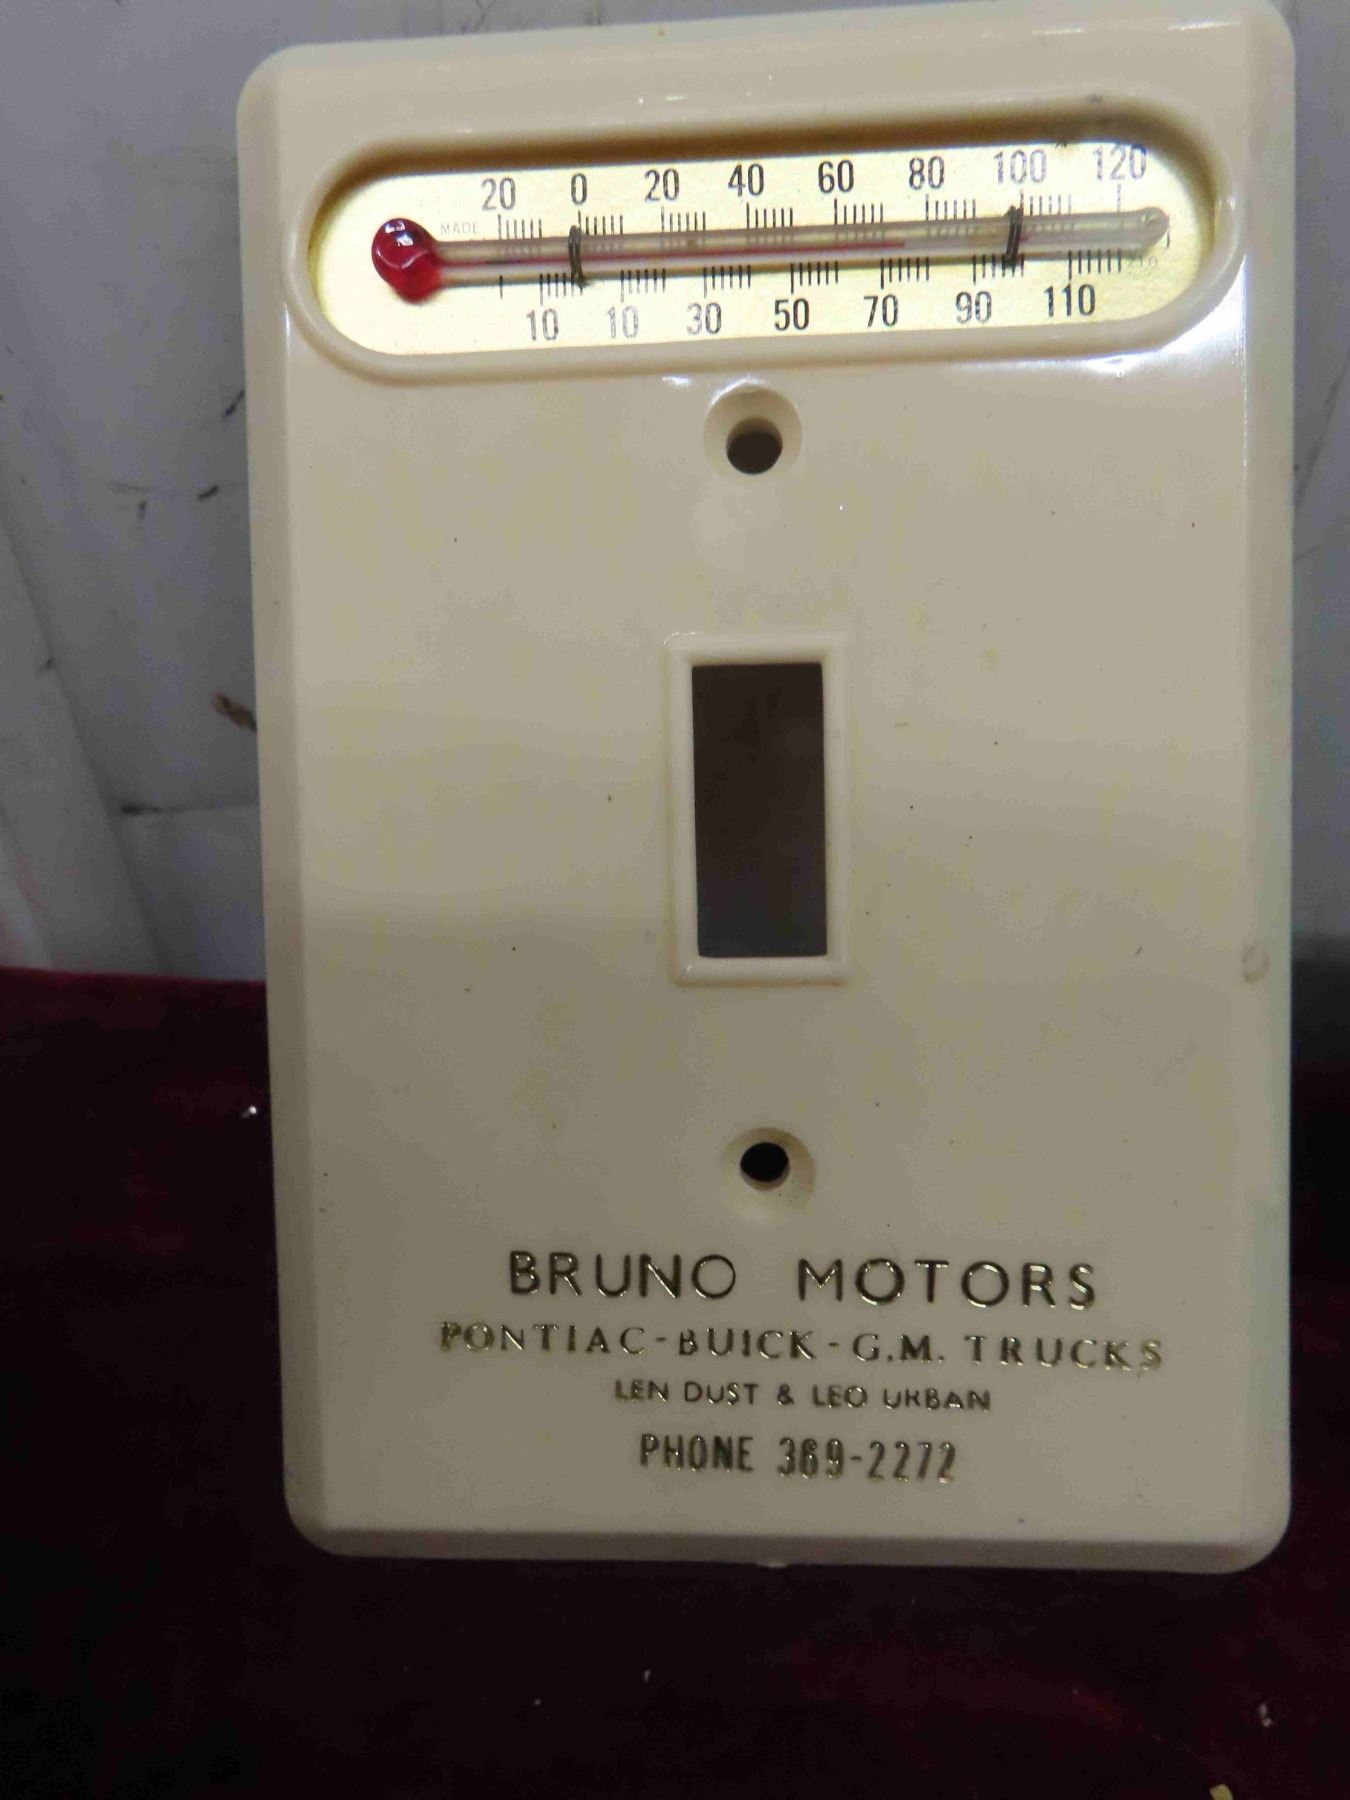 20 0 20 40 60 80 100 120
MADE
10 10 30 50 70 90 110
BRUNO MOTORS
PONTIAC-BUICK-G.M. TRUCKS
LEN DUST & LEO URBAN
PHONE 369-2272